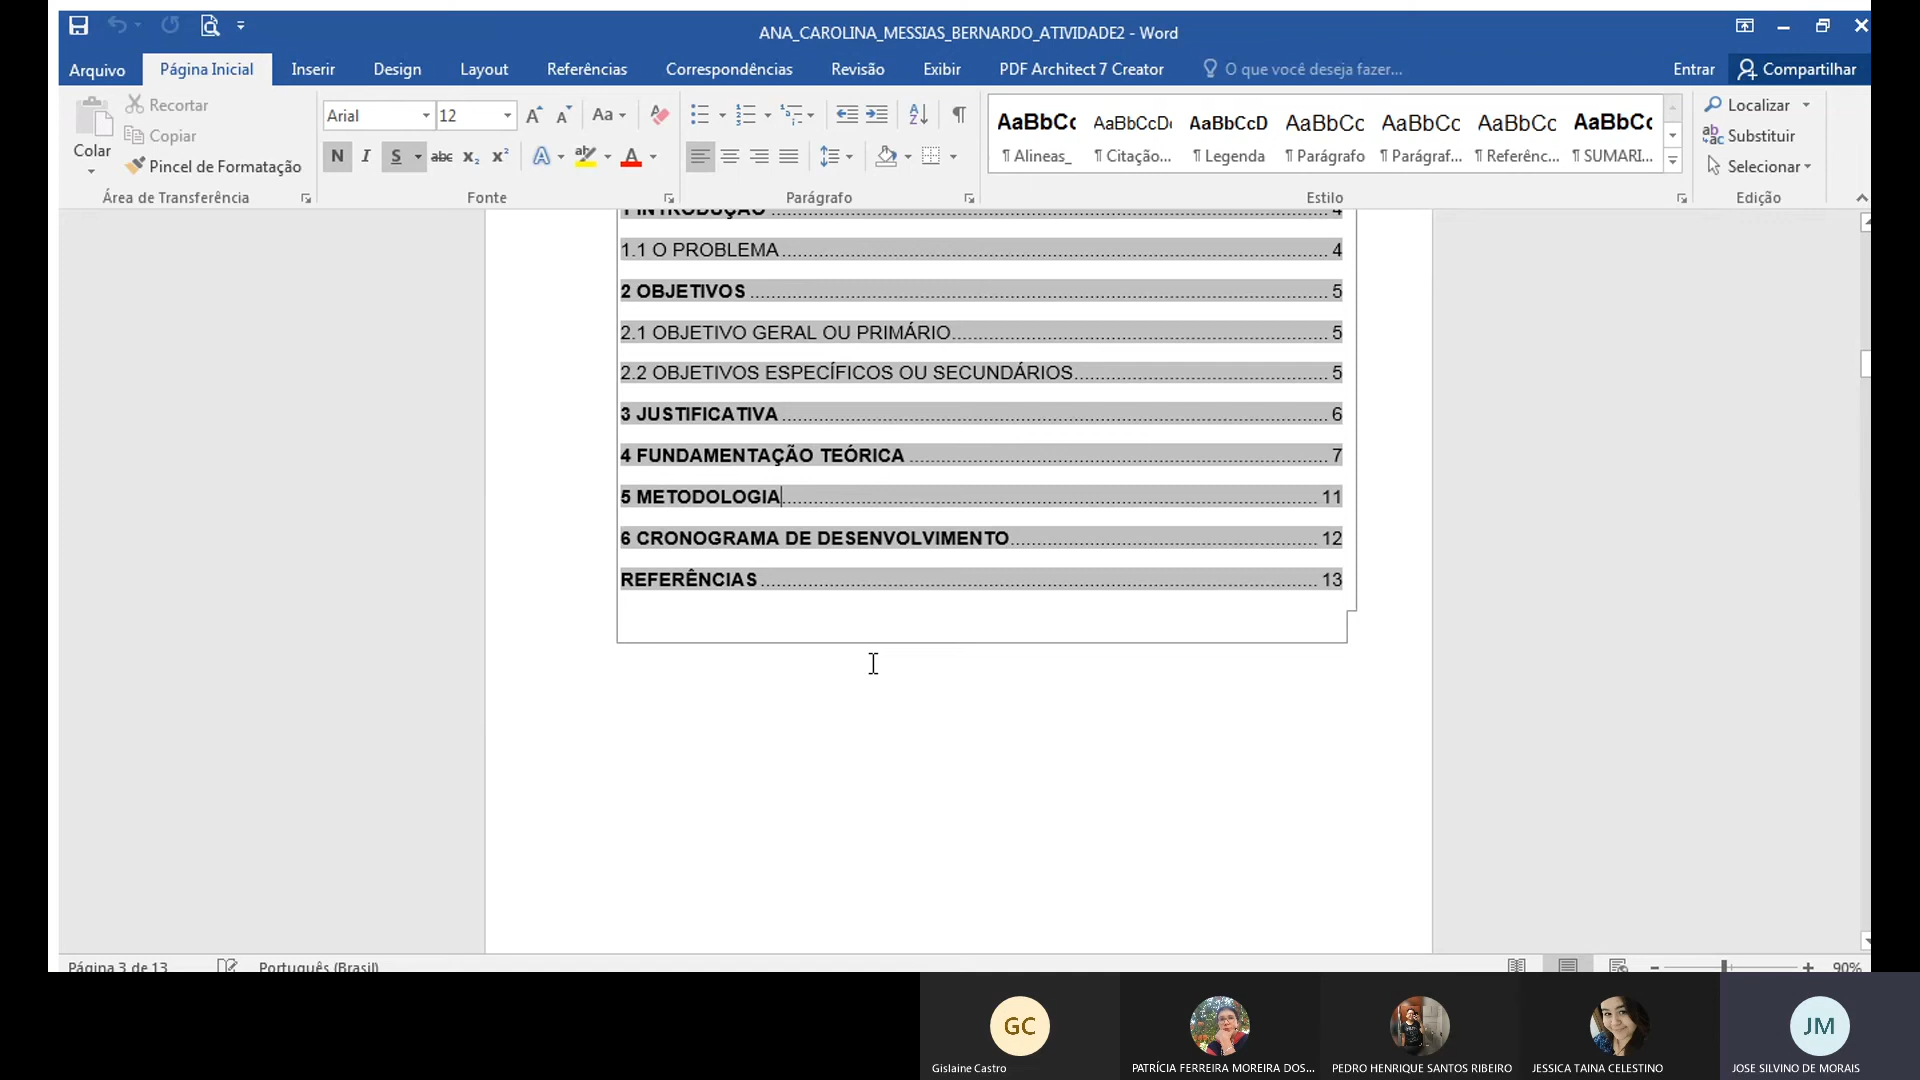 ANA_CAROLINA_MESSIAS_BERNARDO_ATIVIDADE2 - Word
Arquivo Página Inicial Inserir Design Layout Referências Correspondências Revisão Exibir PDF Architect 7 Creator O que você deseja fazer... Entrar Compartilhar
Colar
Recortar
Copiar
Pincel de Formatação
Área de Transferência
Arial 12
Aa
N I S abc x₂ x² A A
Fonte
Parágrafo
AaBbCc AaBbCcDc AaBbCcD AaBbCc AaBbCc AaBbCc AaBbCc
¶ Alineas_ ¶ Citação... ¶ Legenda ¶ Parágrafo ¶ Parágraf... ¶ Referênc... ¶ SUMARI...
Estilo
Localizar
Substituir
Selecionar
Edição
1 INTRODUÇÃO ........ 4
1.1 O PROBLEMA ........ 4
2 OBJETIVOS ........ 5
2.1 OBJETIVO GERAL OU PRIMÁRIO ........ 5
2.2 OBJETIVOS ESPECÍFICOS OU SECUNDÁRIOS ........ 5
3 JUSTIFICATIVA ........ 6
4 FUNDAMENTAÇÃO TEÓRICA ........ 7
5 METODOLOGIA ........ 11
6 CRONOGRAMA DE DESENVOLVIMENTO ........ 12
REFERÊNCIAS ........ 13
Página 3 de 13 Português (Brasil) 90%
GC JM
Gislaine Castro PATRÍCIA FERREIRA MOREIRA DOS... PEDRO HENRIQUE SANTOS RIBEIRO JESSICA TAINA CELESTINO JOSE SILVINO DE MORAIS